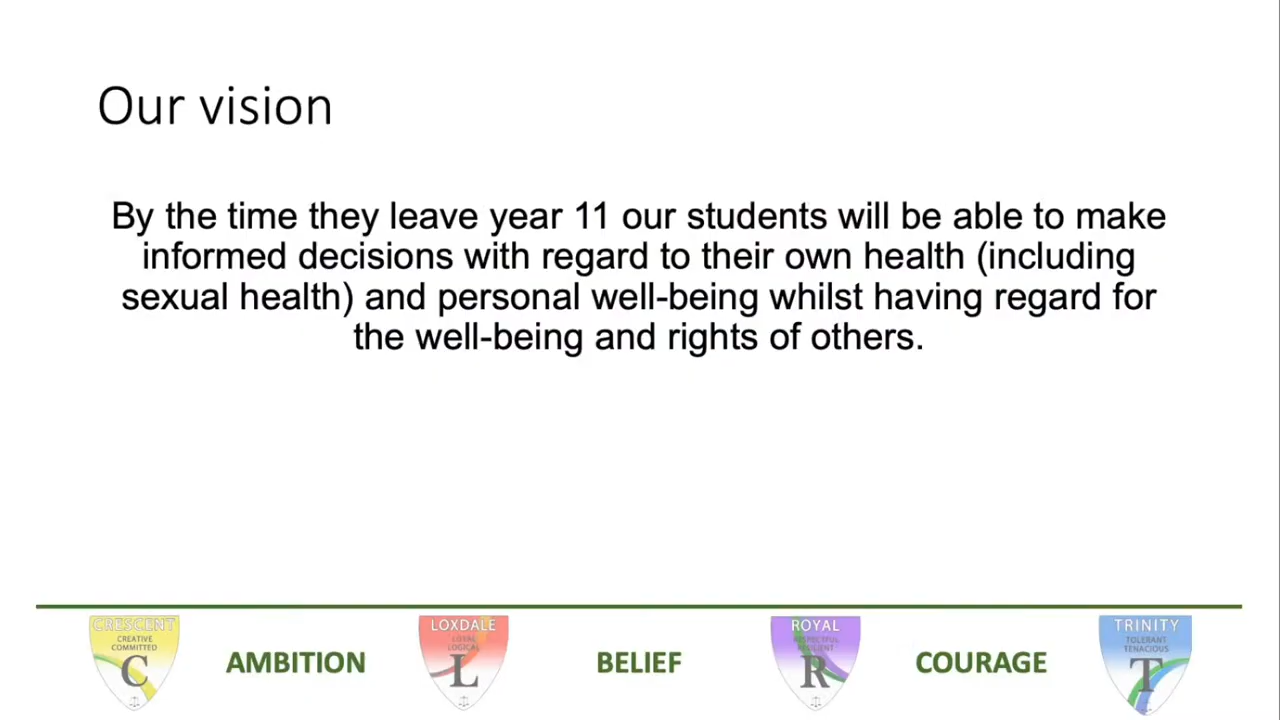 Our vision
By the time they leave year 11 our students will be able to make
informed decisions with regard to their own health (including
sexual health) and personal well-being whilst having regard for
the well-being and rights of others.
CRESCENT
CREATIVE
COMMITTED
C
AMBITION
LOXDALE
LOYAL
LOGICAL
L
BELIEF
ROYAL
RESPECTFUL
RESILIENT
R
COURAGE
TRINITY
TOLERANT
TENACIOUS
T